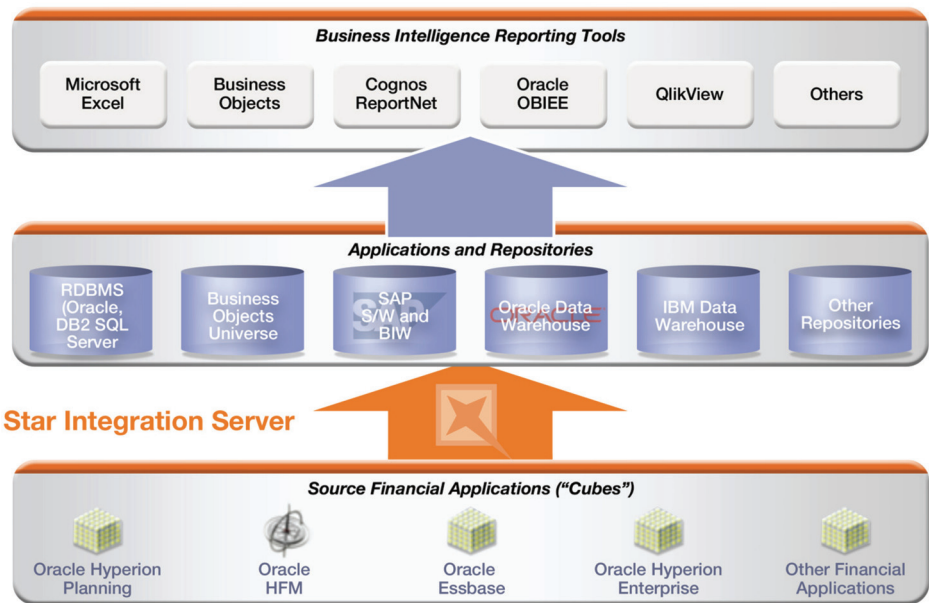 Business Intelligence Reporting Tools
Microsoft
Excel
Business
Objects
Cognos
ReportNet
Oracle
OBIEE
QlikView
Others
Applications and Repositories
RDBMS
(Oracle,
DB2 SQL
Server
Business
Objects
Universe
SAP
SAP
S/W and
BIW
ORACLE
Oracle Data
Warehouse
IBM Data
Warehouse
Other
Repositories
Star Integration Server
Source Financial Applications (“Cubes”)
Oracle Hyperion
Planning
Oracle
HFM
Oracle
Essbase
Oracle Hyperion
Enterprise
Other Financial
Applications